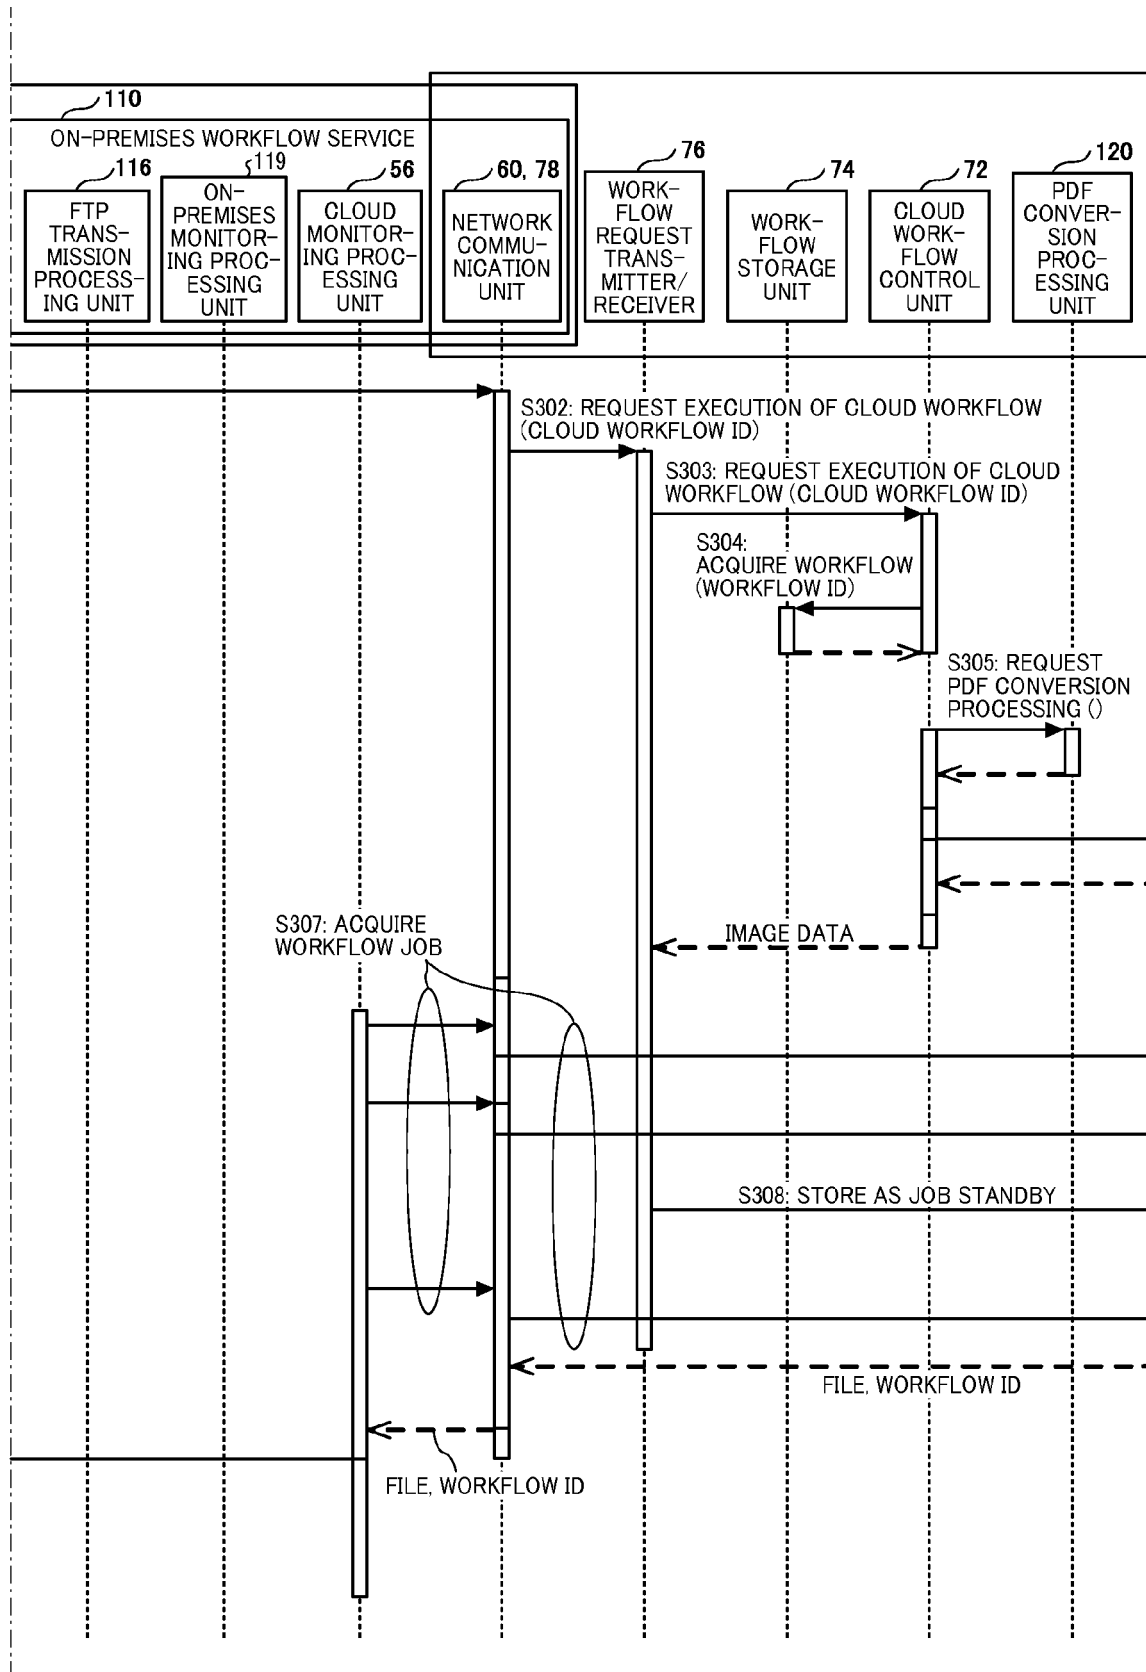 110
ON-PREMISES WORKFLOW SERVICE
116
FTP
TRANS-
MISSION
PROCESS-
ING UNIT
119
ON-
PREMISES
MONITOR-
ING PROC-
ESSING
UNIT
56
CLOUD
MONITOR-
ING PROC-
ESSING
UNIT
60, 78
NETWORK
COMMU-
NICATION
UNIT
76
WORK-
FLOW
REQUEST
TRANS-
MITTER/
RECEIVER
74
WORK-
FLOW
STORAGE
UNIT
72
CLOUD
WORK-
FLOW
CONTROL
UNIT
120
PDF
CONVER-
SION
PROC-
ESSING
UNIT
S302: REQUEST EXECUTION OF CLOUD WORKFLOW
(CLOUD WORKFLOW ID)
S303: REQUEST EXECUTION OF CLOUD
WORKFLOW (CLOUD WORKFLOW ID)
S304:
ACQUIRE WORKFLOW
(WORKFLOW ID)
S305: REQUEST
PDF CONVERSION
PROCESSING ()
S307: ACQUIRE
WORKFLOW JOB
IMAGE DATA
S308: STORE AS JOB STANDBY
FILE, WORKFLOW ID
FILE, WORKFLOW ID